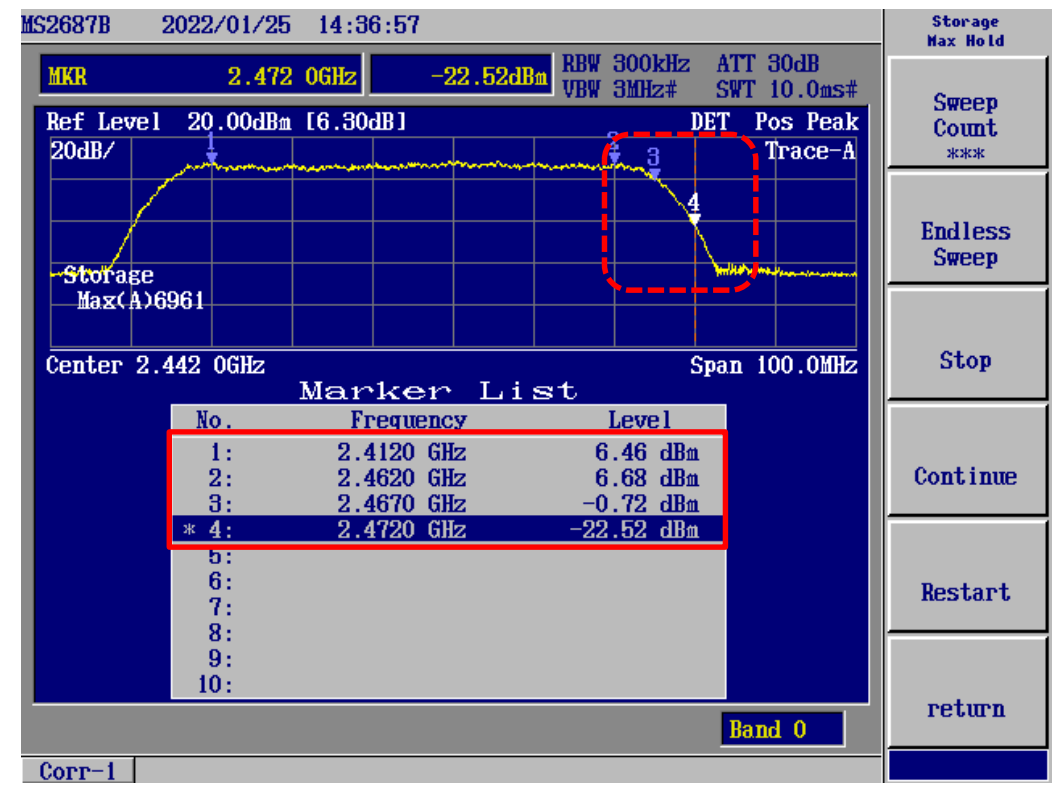 MS2687B 2022/01/25 14:36:57
Storage
Max Hold
MKR 2.472 0GHz -22.52dBm RBW 300kHz ATT 30dB
VBW 3MHz# SWT 10.0ms#
Ref Level 20.00dBm [6.30dB] DET Pos Peak
20dB/ Trace-A
1 2 3
4
Storage
Max(A)6961
Center 2.442 0GHz Span 100.0MHz
Marker List
No. Frequency Level
1: 2.4120 GHz 6.46 dBm
2: 2.4620 GHz 6.68 dBm
3: 2.4670 GHz -0.72 dBm
* 4: 2.4720 GHz -22.52 dBm
5:
6:
7:
8:
9:
10:
Band 0
Corr-1
Sweep
Count
***
Endless
Sweep
Stop
Continue
Restart
return